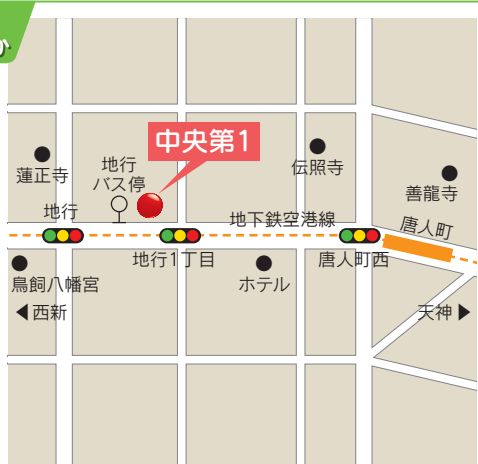 か
中央第1
蓮正寺
地行
バス停
伝照寺
善龍寺
地行
地下鉄空港線
唐人町
地行1丁目
唐人町西
鳥飼八幡宮
ホテル
◀西新
天神▶